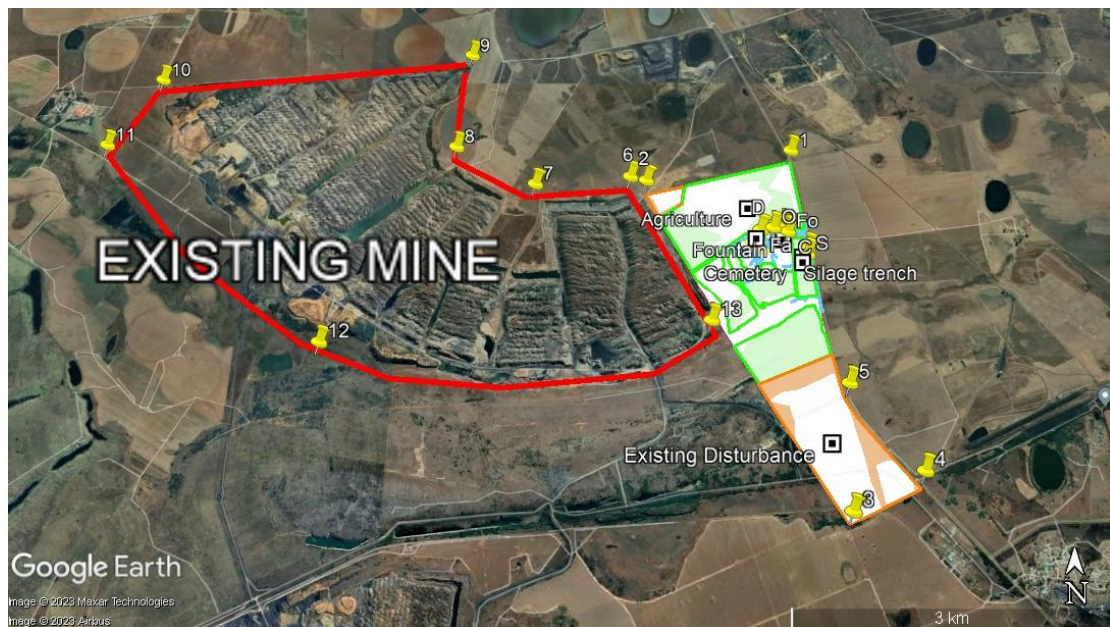 9
10
11
8
1
6 2
7
D
Agriculture
O
Fo
Fountain
Pa
C
S
Cemetery
Silage trench
EXISTING MINE
13
12
5
Existing Disturbance
4
3
Google Earth
Image © 2023 Maxar Technologies
Image © 2023 Airbus
3 km
N